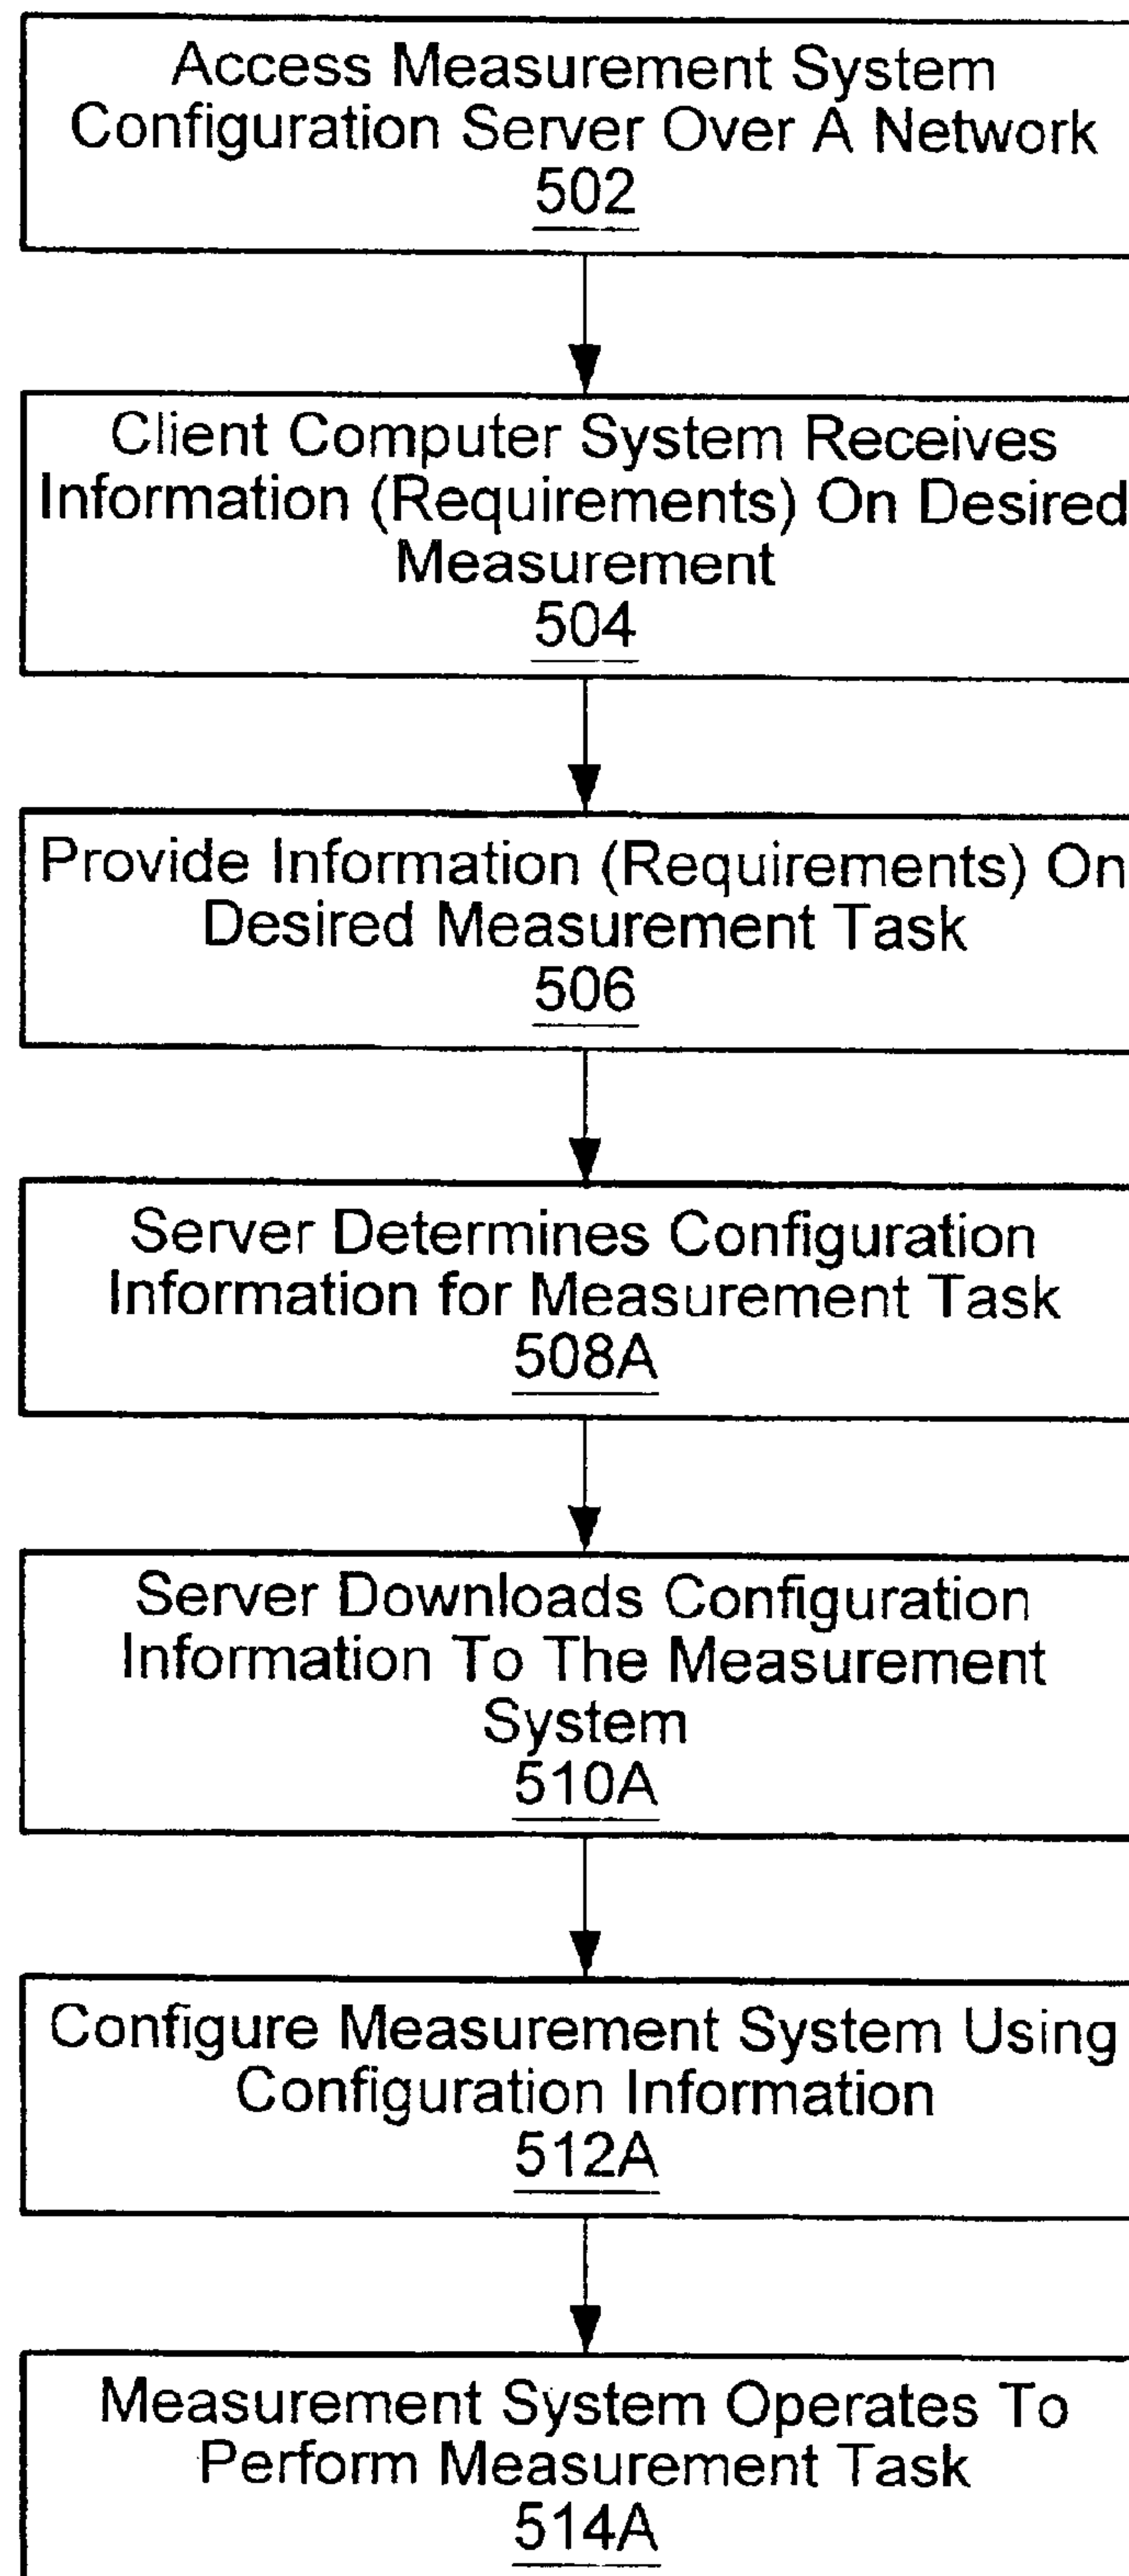 Access Measurement System
Configuration Server Over A Network
502
Client Computer System Receives
Information (Requirements) On Desired
Measurement
504
Provide Information (Requirements) On
Desired Measurement Task
506
Server Determines Configuration
Information for Measurement Task
508A
Server Downloads Configuration
Information To The Measurement
System
510A
Configure Measurement System Using
Configuration Information
512A
Measurement System Operates To
Perform Measurement Task
514A